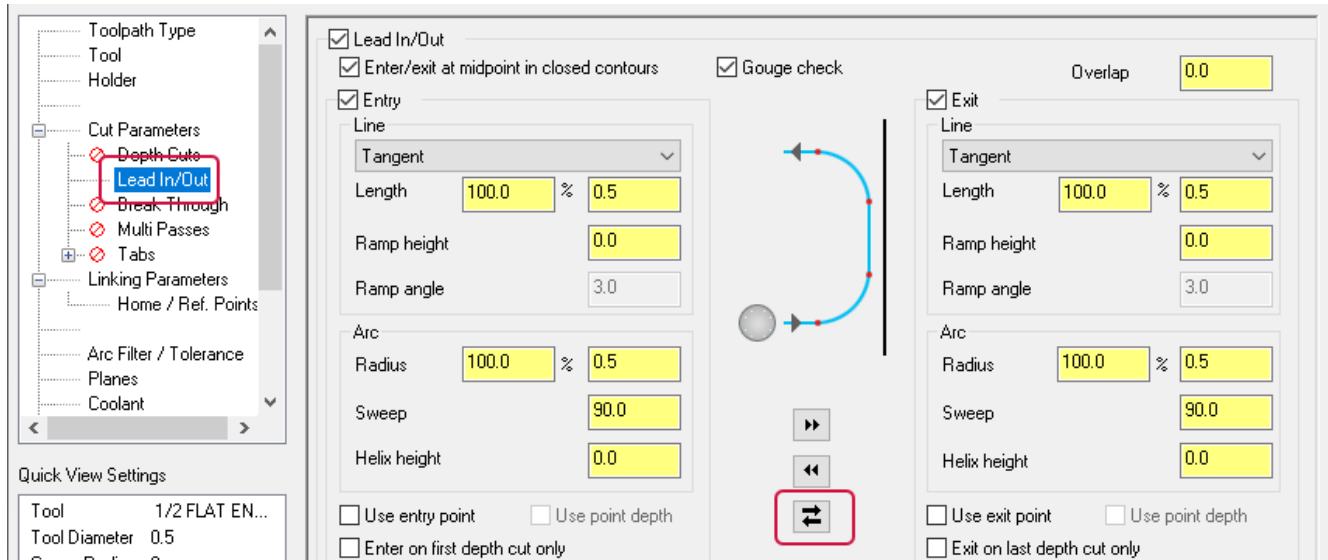 Toolpath Type
Tool
Holder
Cut Parameters
Depth Cuts
Lead In/Out
Break Through
Multi Passes
Tabs
Linking Parameters
Home / Ref. Points
Arc Filter / Tolerance
Planes
Coolant
Quick View Settings
Tool 1/2 FLAT EN...
Tool Diameter 0.5
Lead In/Out
Enter/exit at midpoint in closed contours
Gouge check
Overlap 0.0
Entry
Line
Tangent
Length 100.0 % 0.5
Ramp height 0.0
Ramp angle 3.0
Arc
Radius 100.0 % 0.5
Sweep 90.0
Helix height 0.0
Use entry point Use point depth
Enter on first depth cut only
Exit
Line
Tangent
Length 100.0 % 0.5
Ramp height 0.0
Ramp angle 3.0
Arc
Radius 100.0 % 0.5
Sweep 90.0
Helix height 0.0
Use exit point Use point depth
Exit on last depth cut only